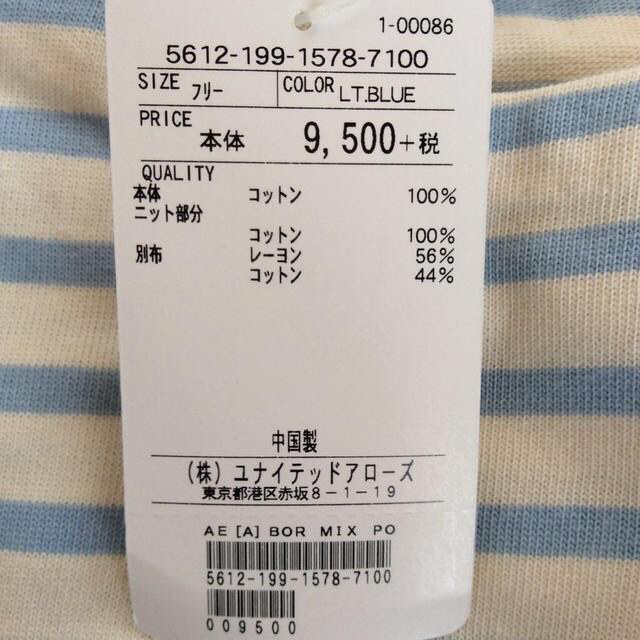 1-00086
5612-199-1578-7100
SIZE フリー COLOR LT.BLUE
PRICE 本体 9,500+税
QUALITY
本体 コットン 100%
ニット部分
コットン 100%
別布 レーヨン 56%
コットン 44%
中国製
(株) ユナイテッドアローズ
東京都港区赤坂8-1-19
AE [A] BOR MIX PO
5612-199-1578-7100
009500